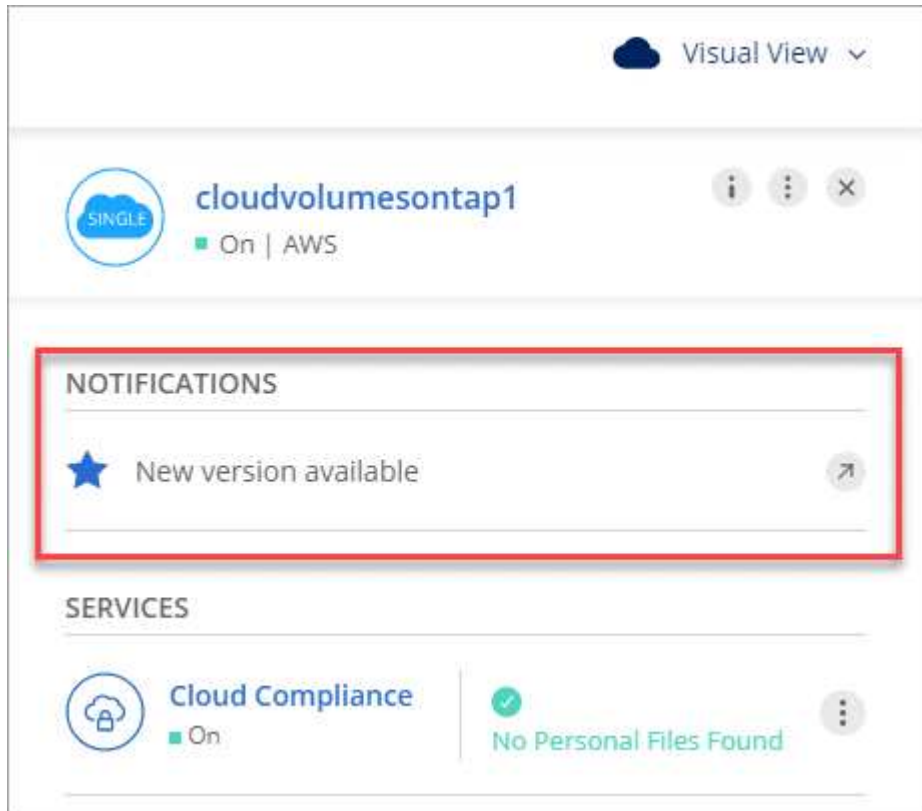 Visual View
SINGLE
cloudvolumesontap1
On | AWS
NOTIFICATIONS
New version available
SERVICES
Cloud Compliance
On
No Personal Files Found